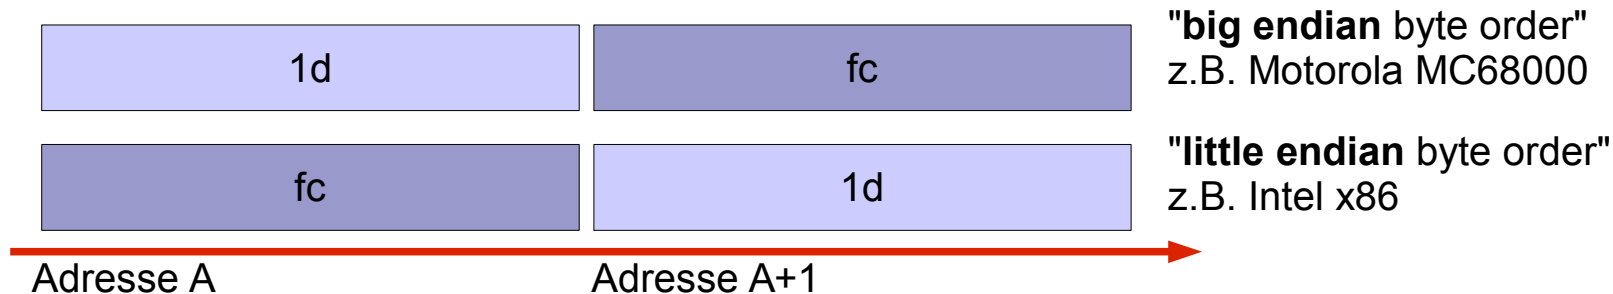 1d
fc
"big endian byte order"
z.B. Motorola MC68000
fc
1d
"little endian byte order"
z.B. Intel x86
Adresse A
Adresse A+1